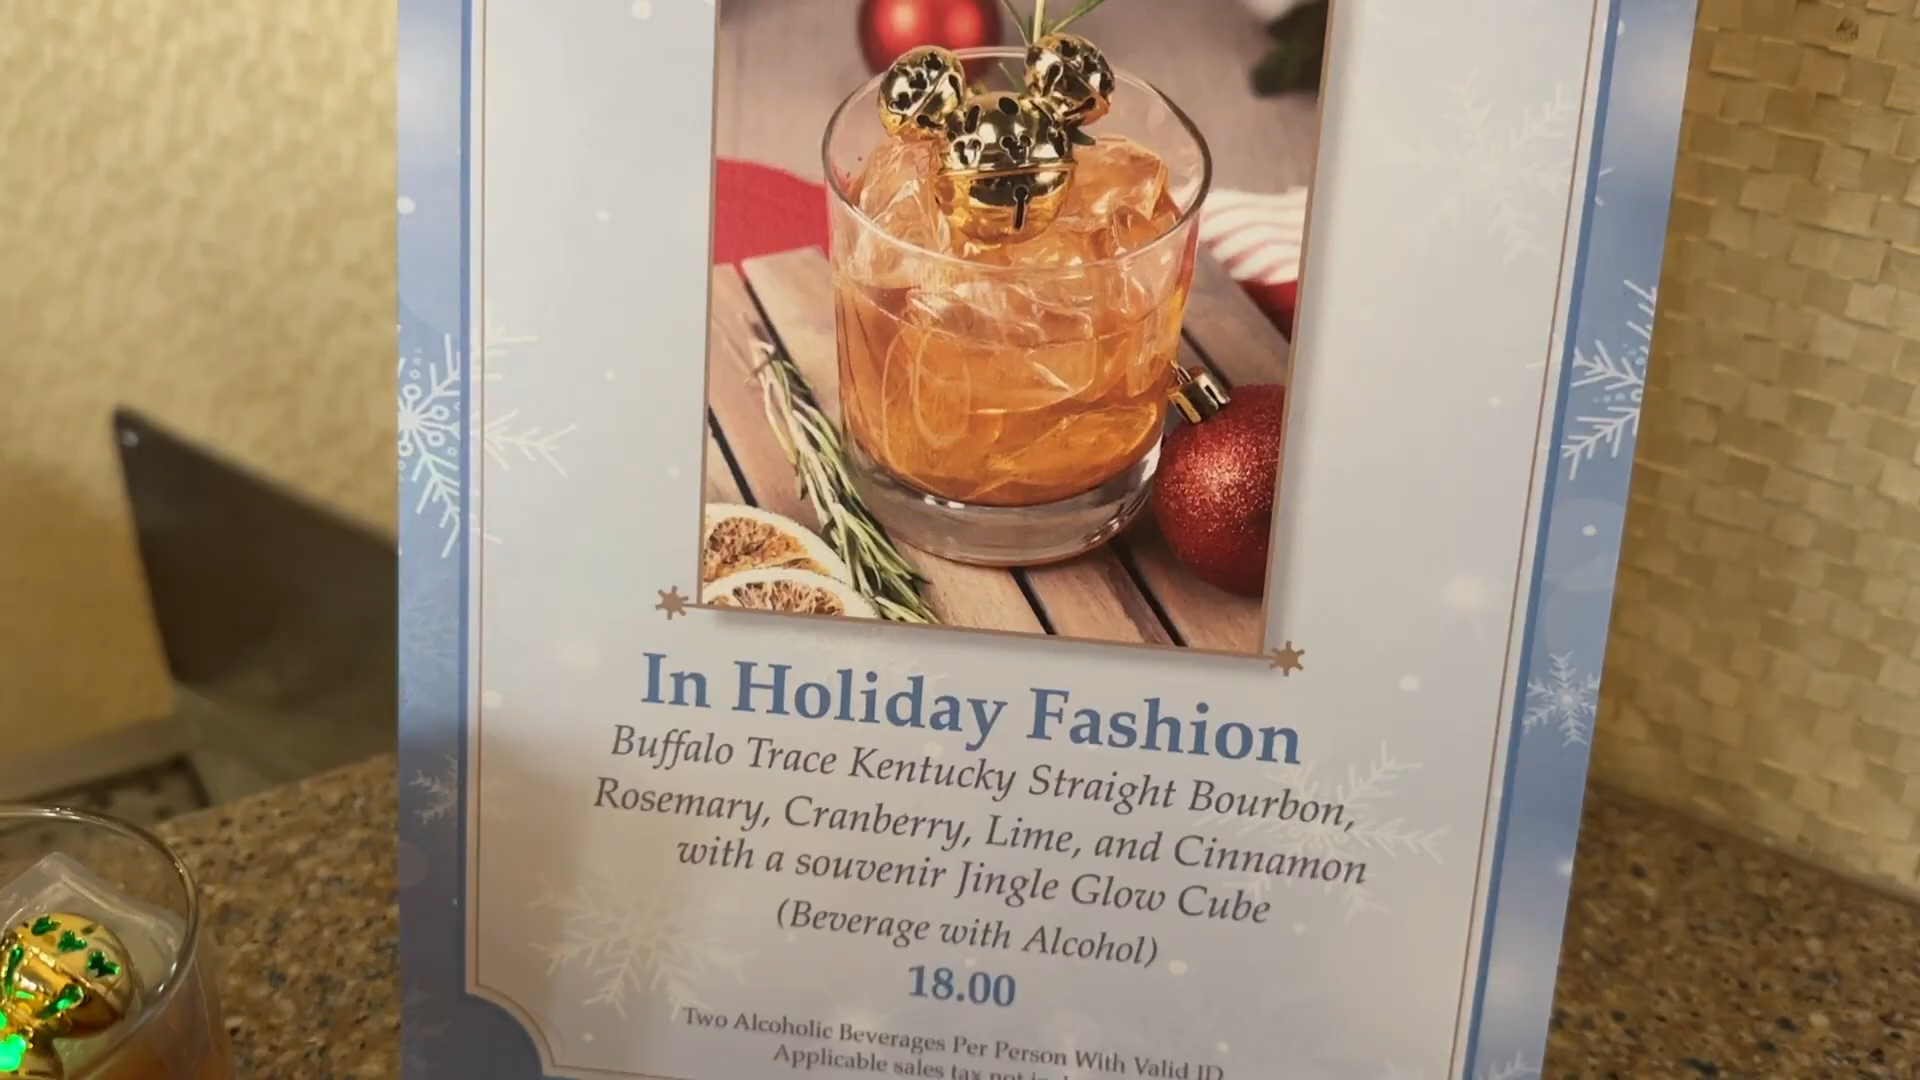 In Holiday Fashion
Buffalo Trace Kentucky Straight Bourbon,
Rosemary, Cranberry, Lime, and Cinnamon
with a souvenir Jingle Glow Cube
(Beverage with Alcohol)
18.00
Two Alcoholic Beverages Per Person With Valid ID
Applicable sales tax not